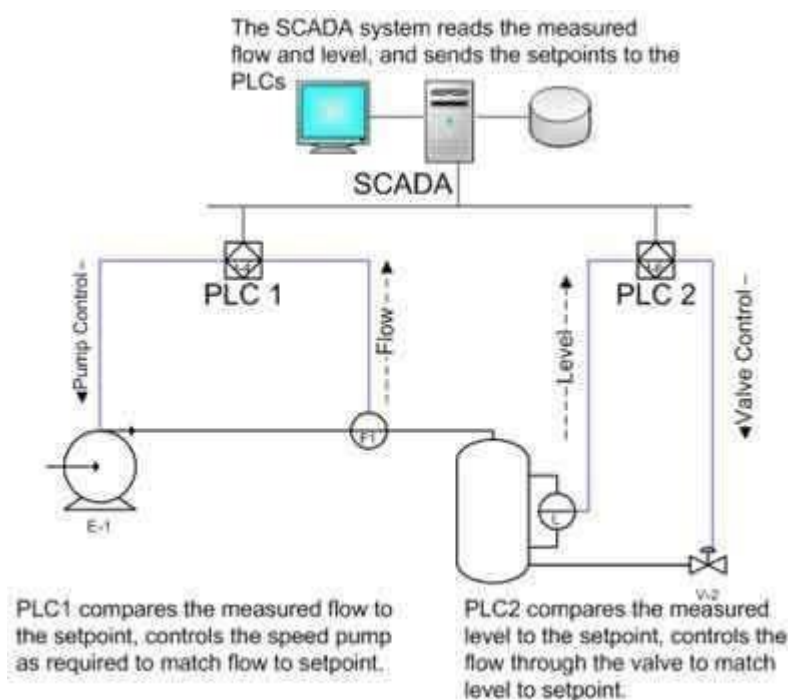 The SCADA system reads the measured
flow and level, and sends the setpoints to the
PLCs
SCADA
PLC 1
PLC 2
Pump Control
Flow
Level
Valve Control
F1
L
E-1
V-2
PLC1 compares the measured flow to
the setpoint, controls the speed pump
as required to match flow to setpoint.
PLC2 compares the measured
level to the setpoint, controls the
flow through the valve to match
level to setpoint.